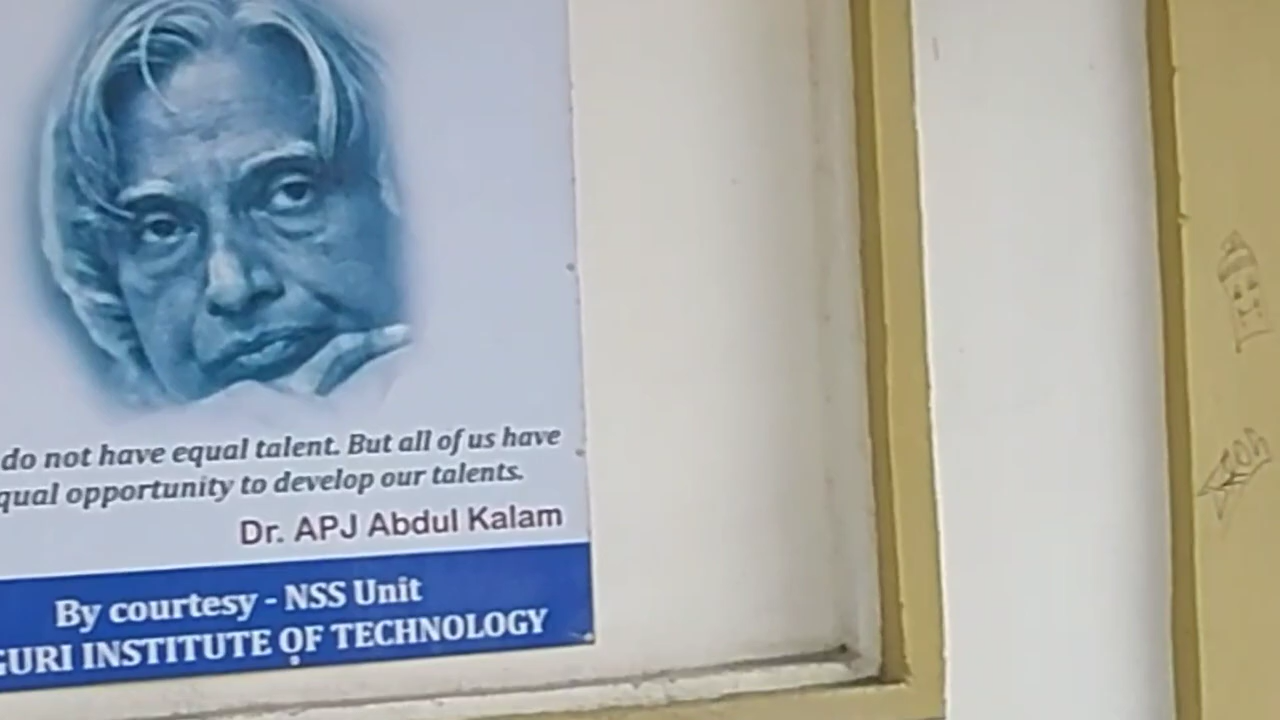 do not have equal talent. But all of us have
qual opportunity to develop our talents.
Dr. APJ Abdul Kalam
By courtesy - NSS Unit
GURI INSTITUTE OF TECHNOLOGY